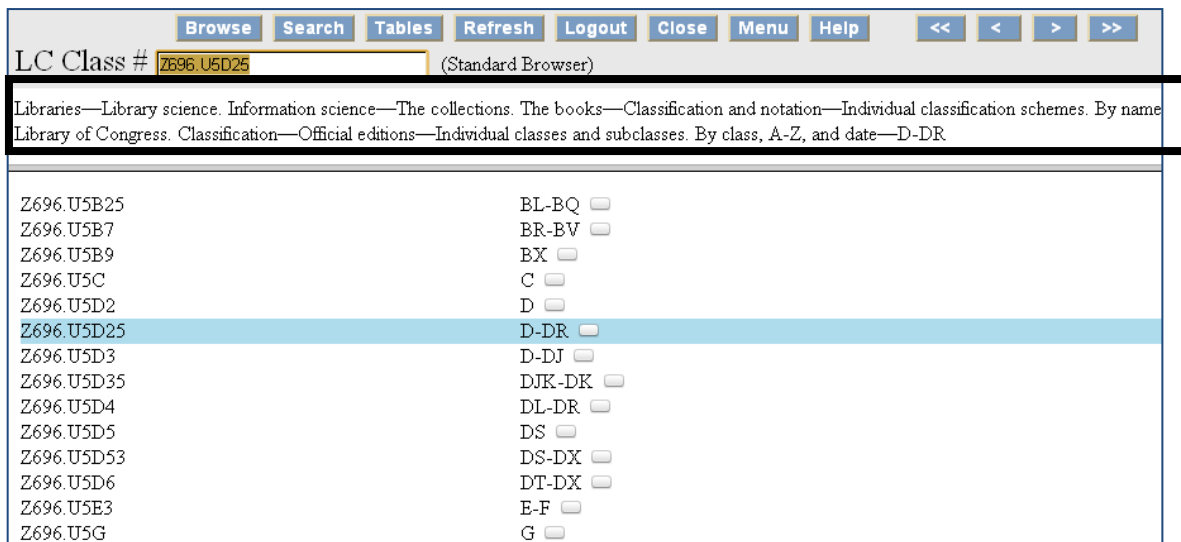 Browse Search Tables Refresh Logout Close Menu Help << < > >>
LC Class # Z696.U5D25 (Standard Browser)
Libraries—Library science. Information science—The collections. The books—Classification and notation—Individual classification schemes. By name
Library of Congress. Classification—Official editions—Individual classes and subclasses. By class, A-Z, and date—D-DR
Z696.U5B25 BL-BQ
Z696.U5B7 BR-BV
Z696.U5B9 BX
Z696.U5C C
Z696.U5D2 D
Z696.U5D25 D-DR
Z696.U5D3 D-DJ
Z696.U5D35 DJK-DK
Z696.U5D4 DL-DR
Z696.U5D5 DS
Z696.U5D53 DS-DX
Z696.U5D6 DT-DX
Z696.U5E3 E-F
Z696.U5G G